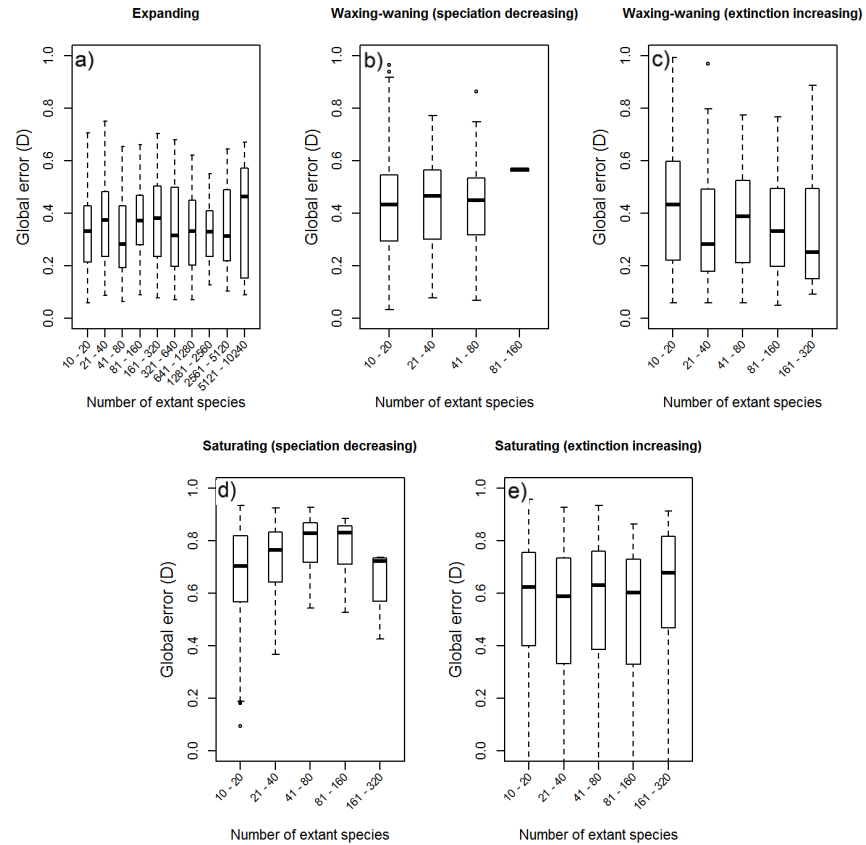 Expanding
a)
1.0
0.8
0.6
0.4
0.2
0.0
Global error (D)
10 - 20
21 - 40
41 - 80
81 - 160
161 - 320
321 - 640
641 - 1280
1281 - 2560
2561 - 5120
5121 - 10240
Number of extant species
Waxing-waning (speciation decreasing)
b)
1.0
0.8
0.6
0.4
0.2
0.0
Global error (D)
10 - 20
21 - 40
41 - 80
81 - 160
Number of extant species
Waxing-waning (extinction increasing)
c)
1.0
0.8
0.6
0.4
0.2
0.0
Global error (D)
10 - 20
21 - 40
41 - 80
81 - 160
161 - 320
Number of extant species
Saturating (speciation decreasing)
d)
1.0
0.8
0.6
0.4
0.2
0.0
Global error (D)
10 - 20
21 - 40
41 - 80
81 - 160
161 - 320
Number of extant species
Saturating (extinction increasing)
e)
1.0
0.8
0.6
0.4
0.2
0.0
Global error (D)
10 - 20
21 - 40
41 - 80
81 - 160
161 - 320
Number of extant species